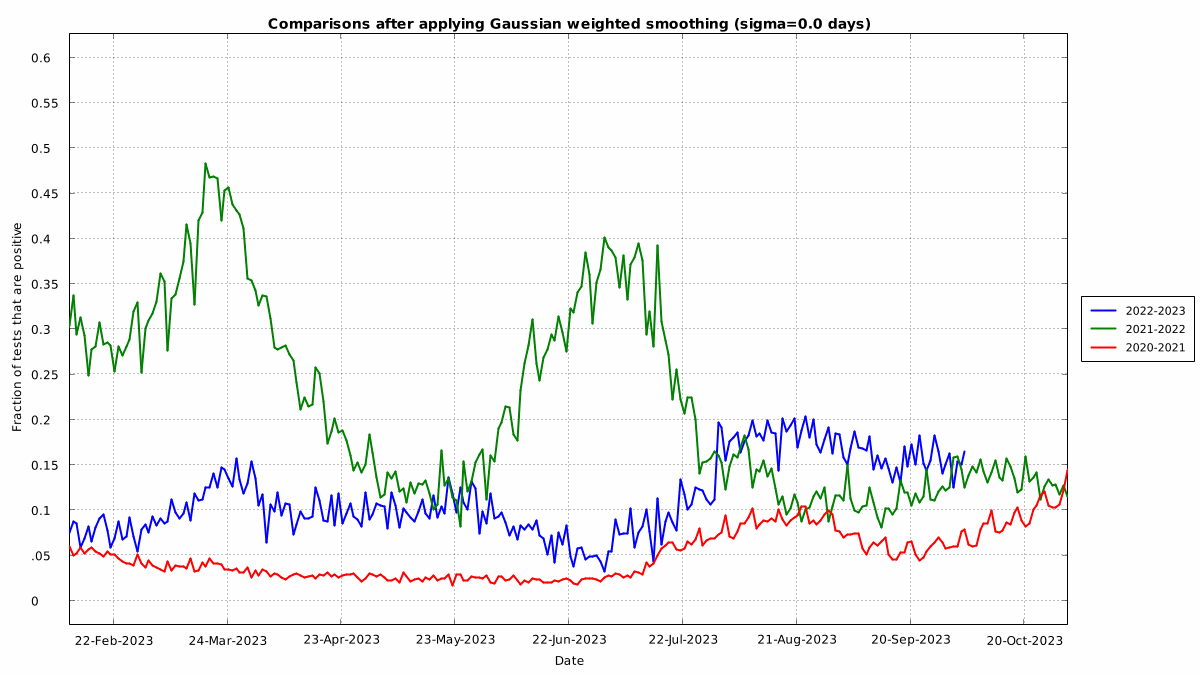 Comparisons after applying Gaussian weighted smoothing (sigma=0.0 days)
0.6
0.55
0.5
0.45
0.4
0.35
0.3
0.25
0.2
0.15
0.1
.05
0
Fraction of tests that are positive
22-Feb-2023
24-Mar-2023
23-Apr-2023
23-May-2023
22-Jun-2023
22-Jul-2023
21-Aug-2023
20-Sep-2023
20-Oct-2023
Date
2022-2023
2021-2022
2020-2021